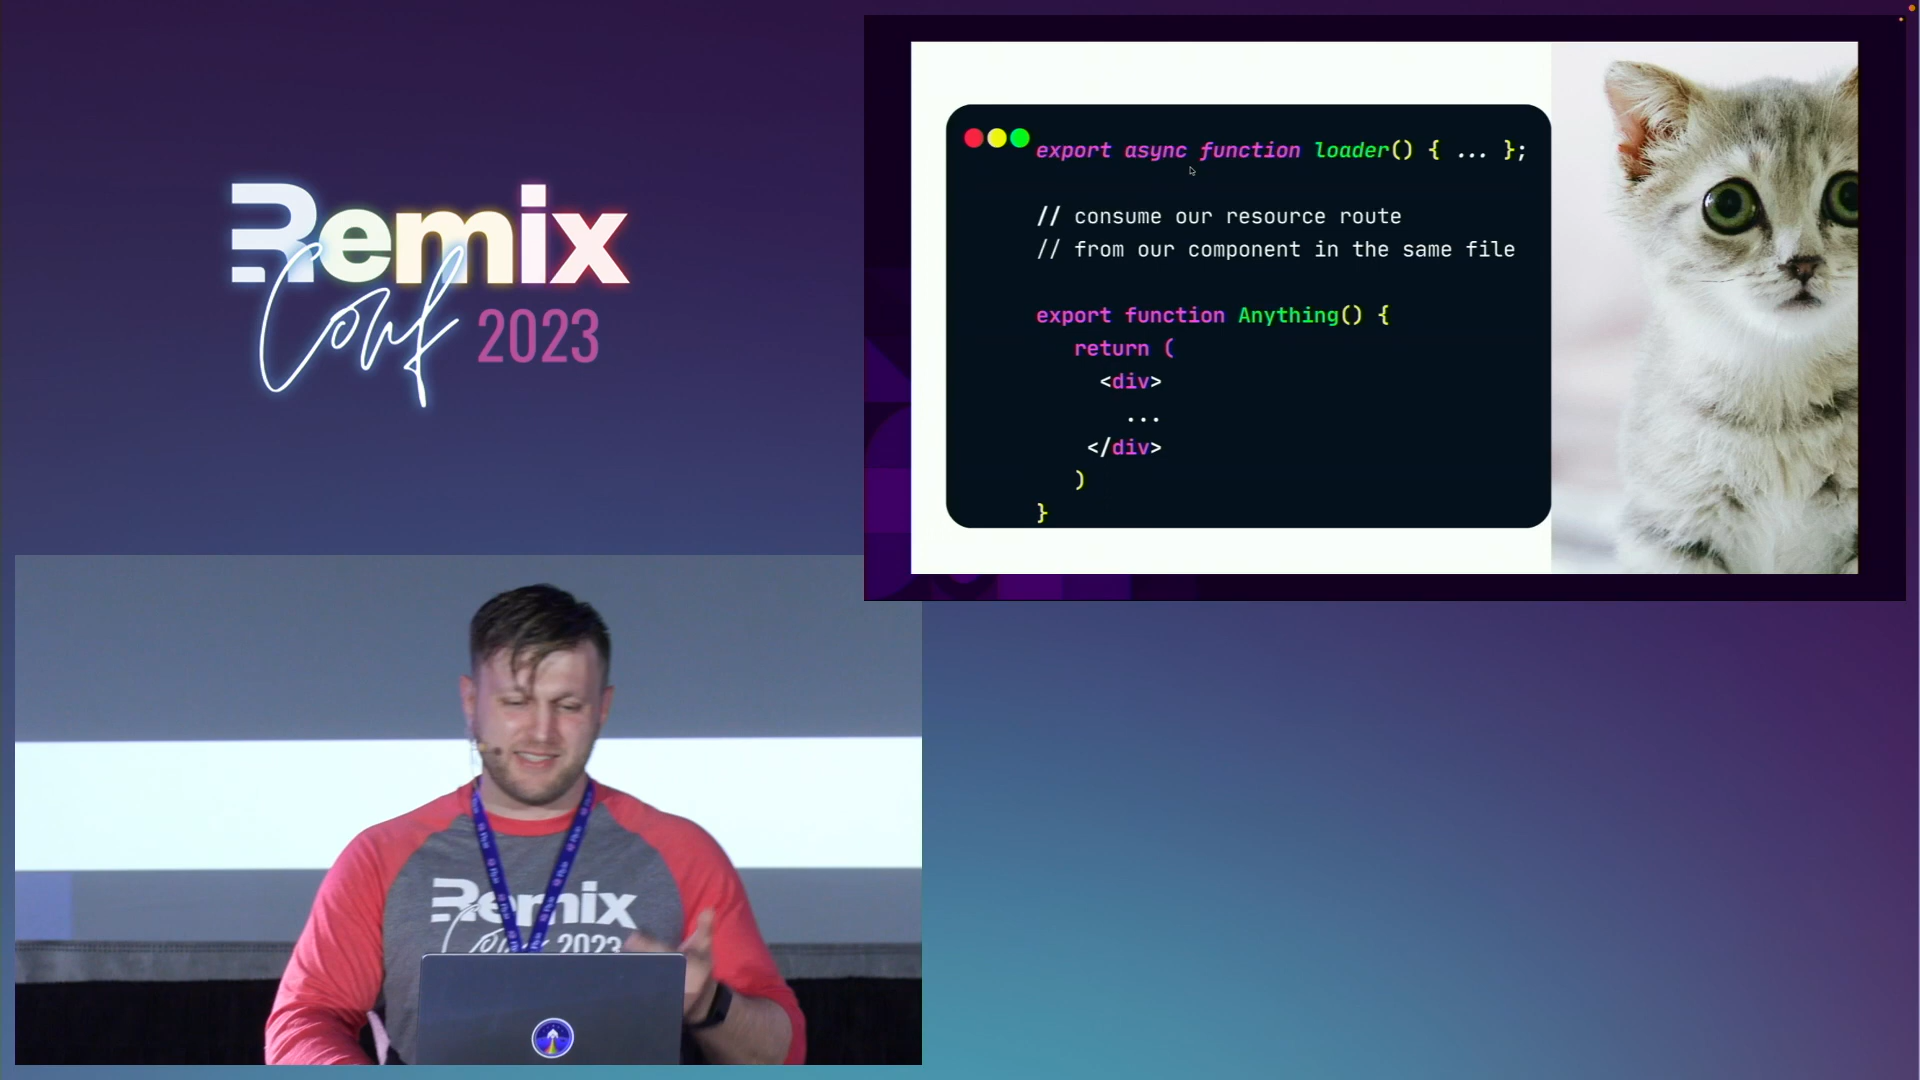 Remix
Conf 2023
export async function loader() { ... };
// consume our resource route
// from our component in the same file
export function Anything() {
return (
<div>
...
</div>
)
}
Remix
Conf 2023